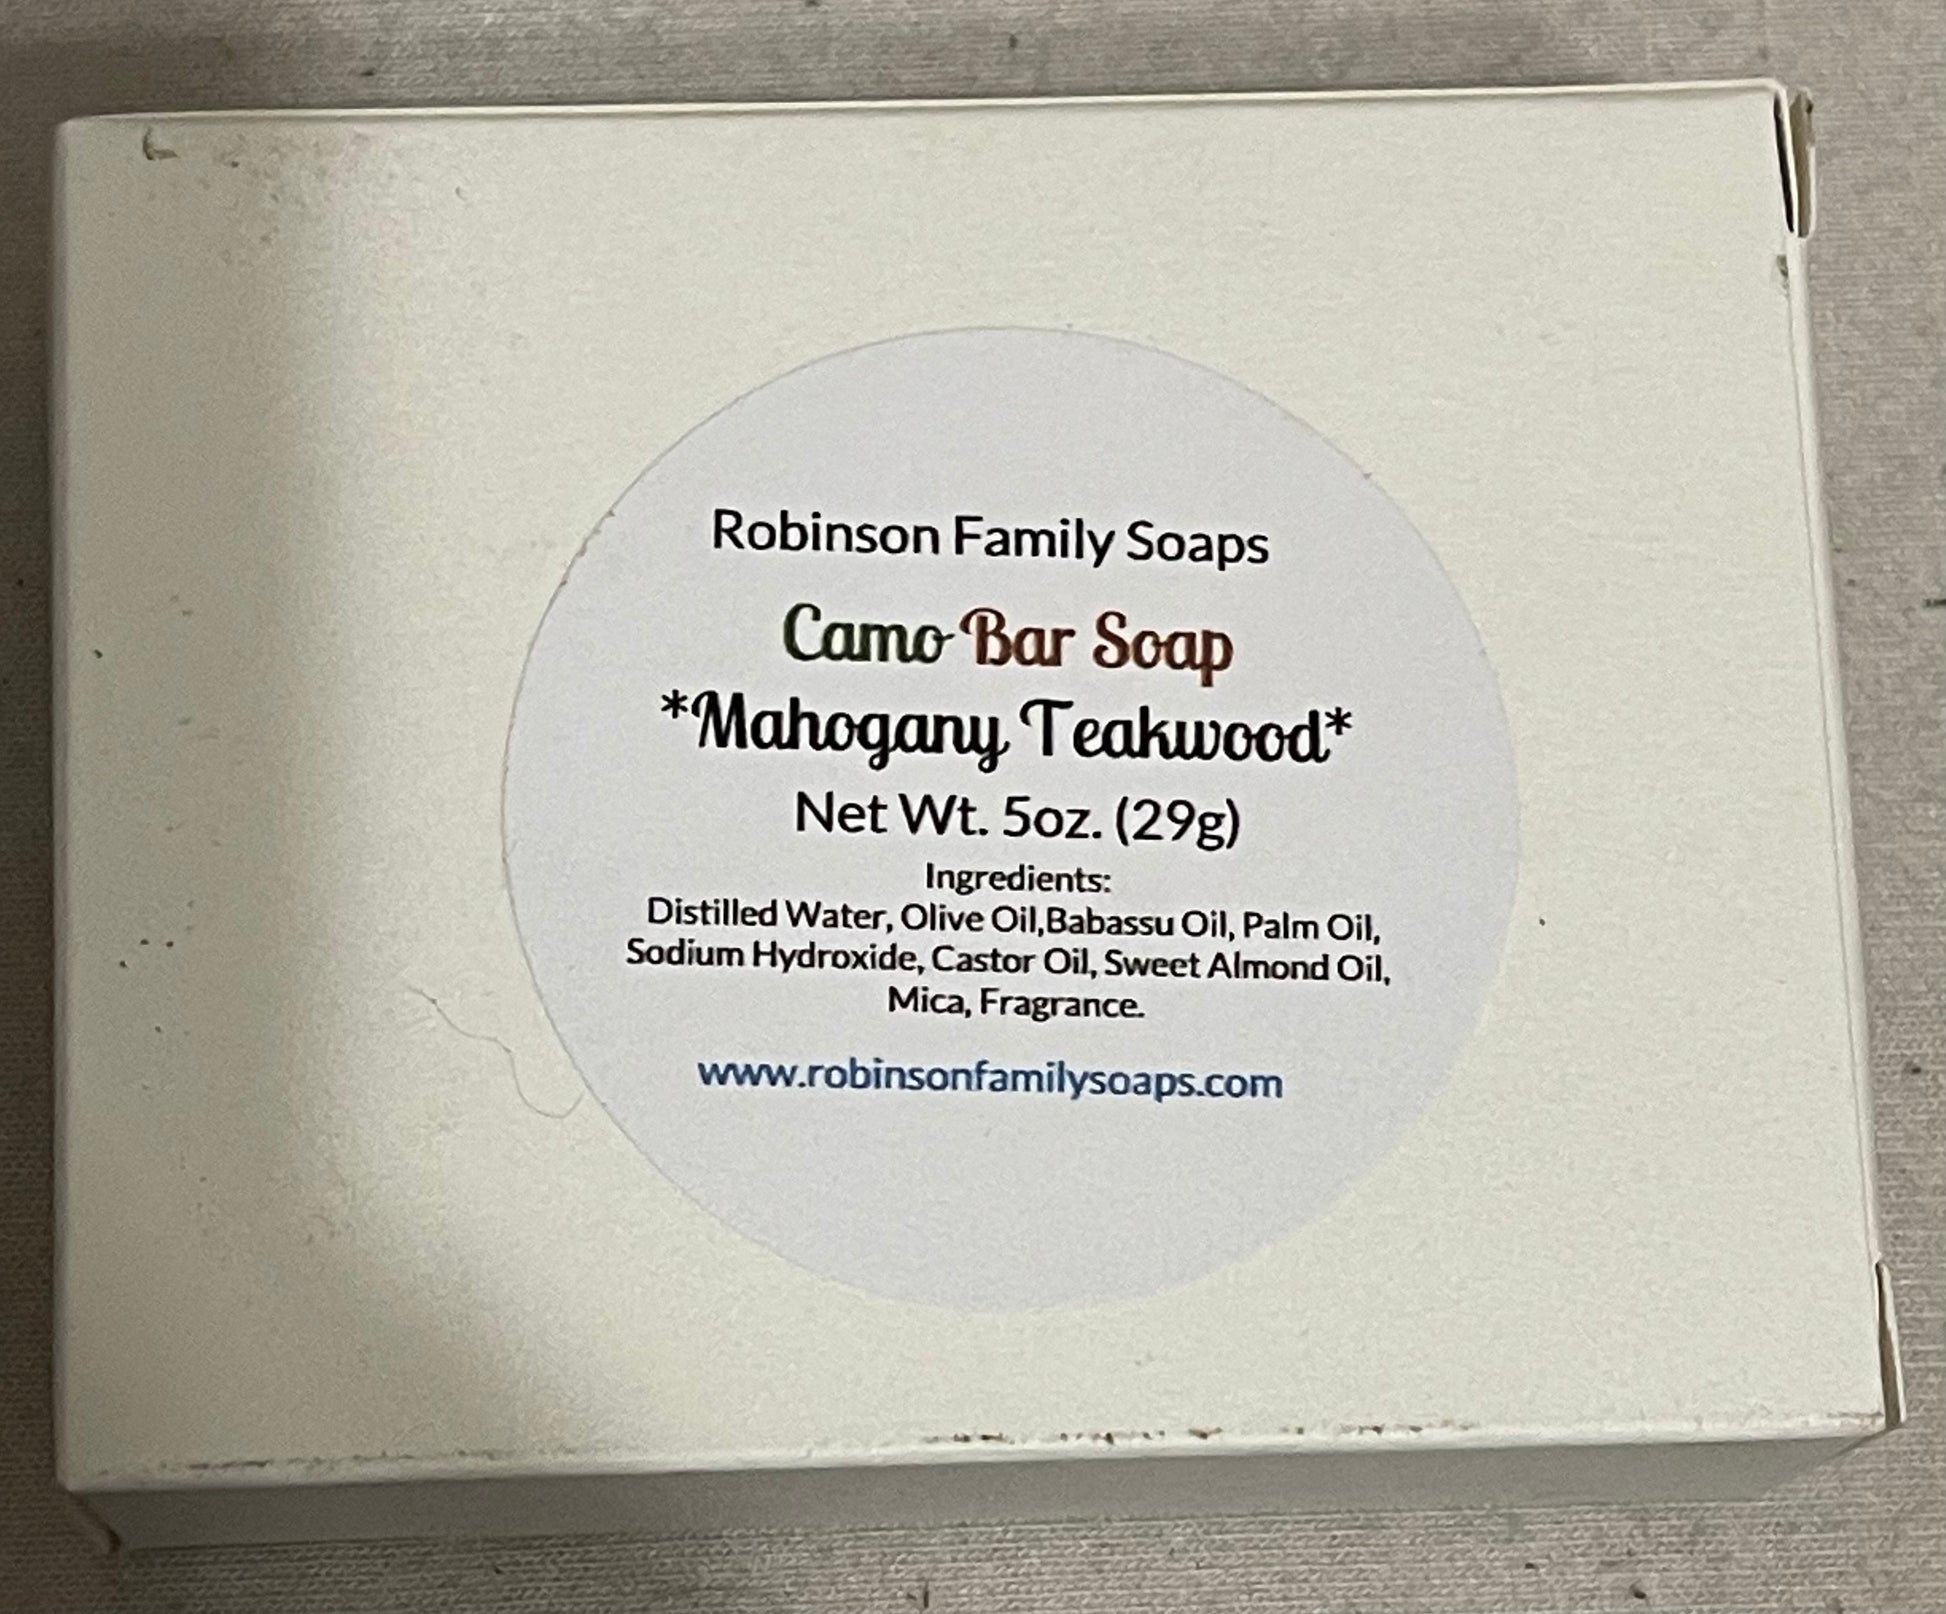 Robinson Family Soaps
Camo Bar Soap
*Mahogany Teakwood*
Net Wt. 5oz. (29g)
Ingredients:
Distilled Water, Olive Oil,Babassu Oil, Palm Oil,
Sodium Hydroxide, Castor Oil, Sweet Almond Oil,
Mica, Fragrance.
www.robinsonfamilysoaps.com